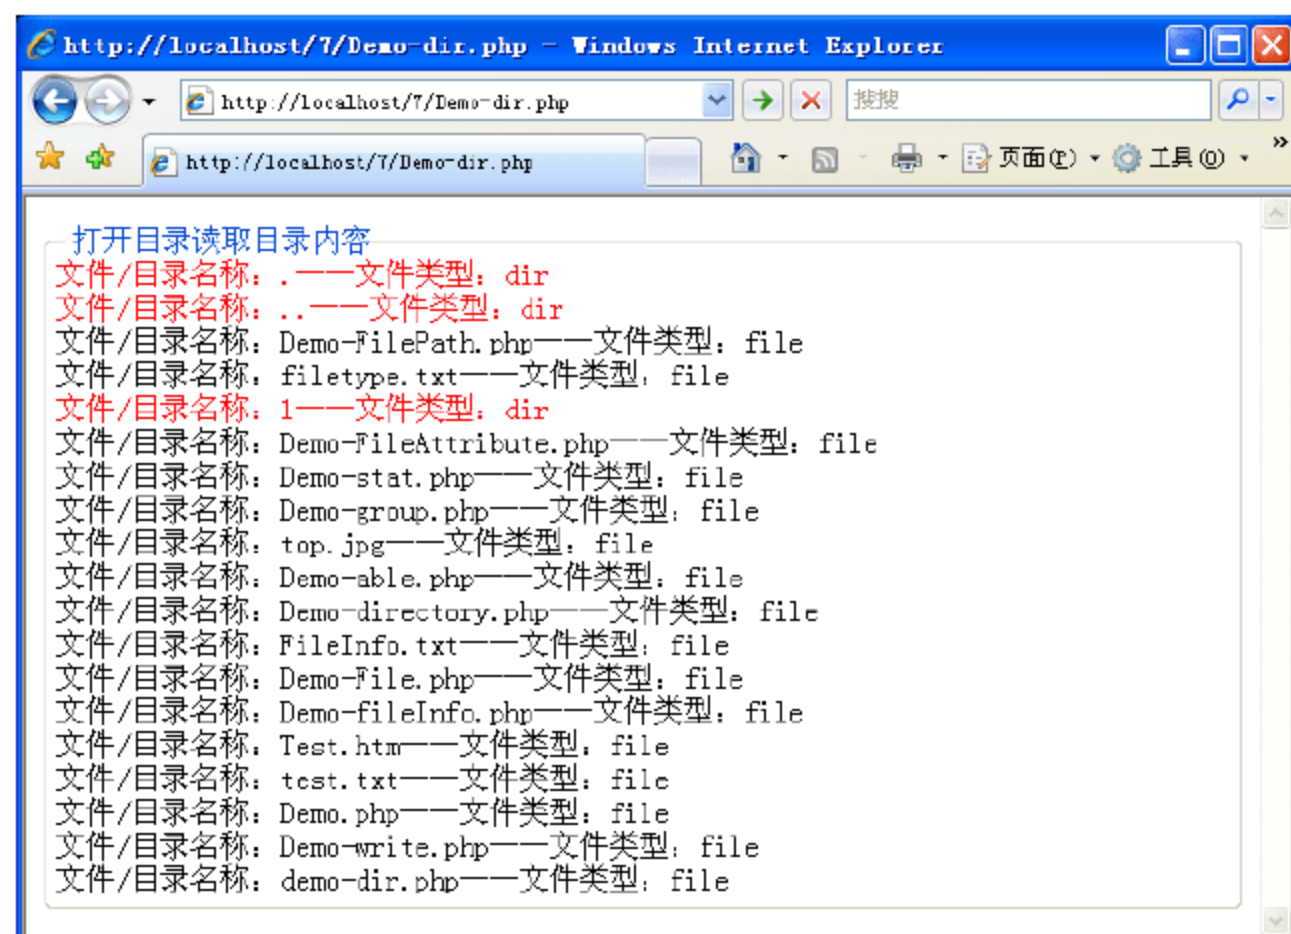 http://localhost/7/Demo-dir.php - Windows Internet Explorer
http://localhost/7/Demo-dir.php
搜搜
http://localhost/7/Demo-dir.php
页面(P)
工具(O)
打开目录读取目录内容
文件/目录名称：.——文件类型：dir
文件/目录名称：..——文件类型：dir
文件/目录名称：Demo-FilePath.php——文件类型：file
文件/目录名称：filetype.txt——文件类型：file
文件/目录名称：1——文件类型：dir
文件/目录名称：Demo-FileAttribute.php——文件类型：file
文件/目录名称：Demo-stat.php——文件类型：file
文件/目录名称：Demo-group.php——文件类型：file
文件/目录名称：top.jpg——文件类型：file
文件/目录名称：Demo-able.php——文件类型：file
文件/目录名称：Demo-directory.php——文件类型：file
文件/目录名称：FileInfo.txt——文件类型：file
文件/目录名称：Demo-File.php——文件类型：file
文件/目录名称：Demo-fileInfo.php——文件类型：file
文件/目录名称：Test.htm——文件类型：file
文件/目录名称：test.txt——文件类型：file
文件/目录名称：Demo.php——文件类型：file
文件/目录名称：Demo-write.php——文件类型：file
文件/目录名称：demo-dir.php——文件类型：file